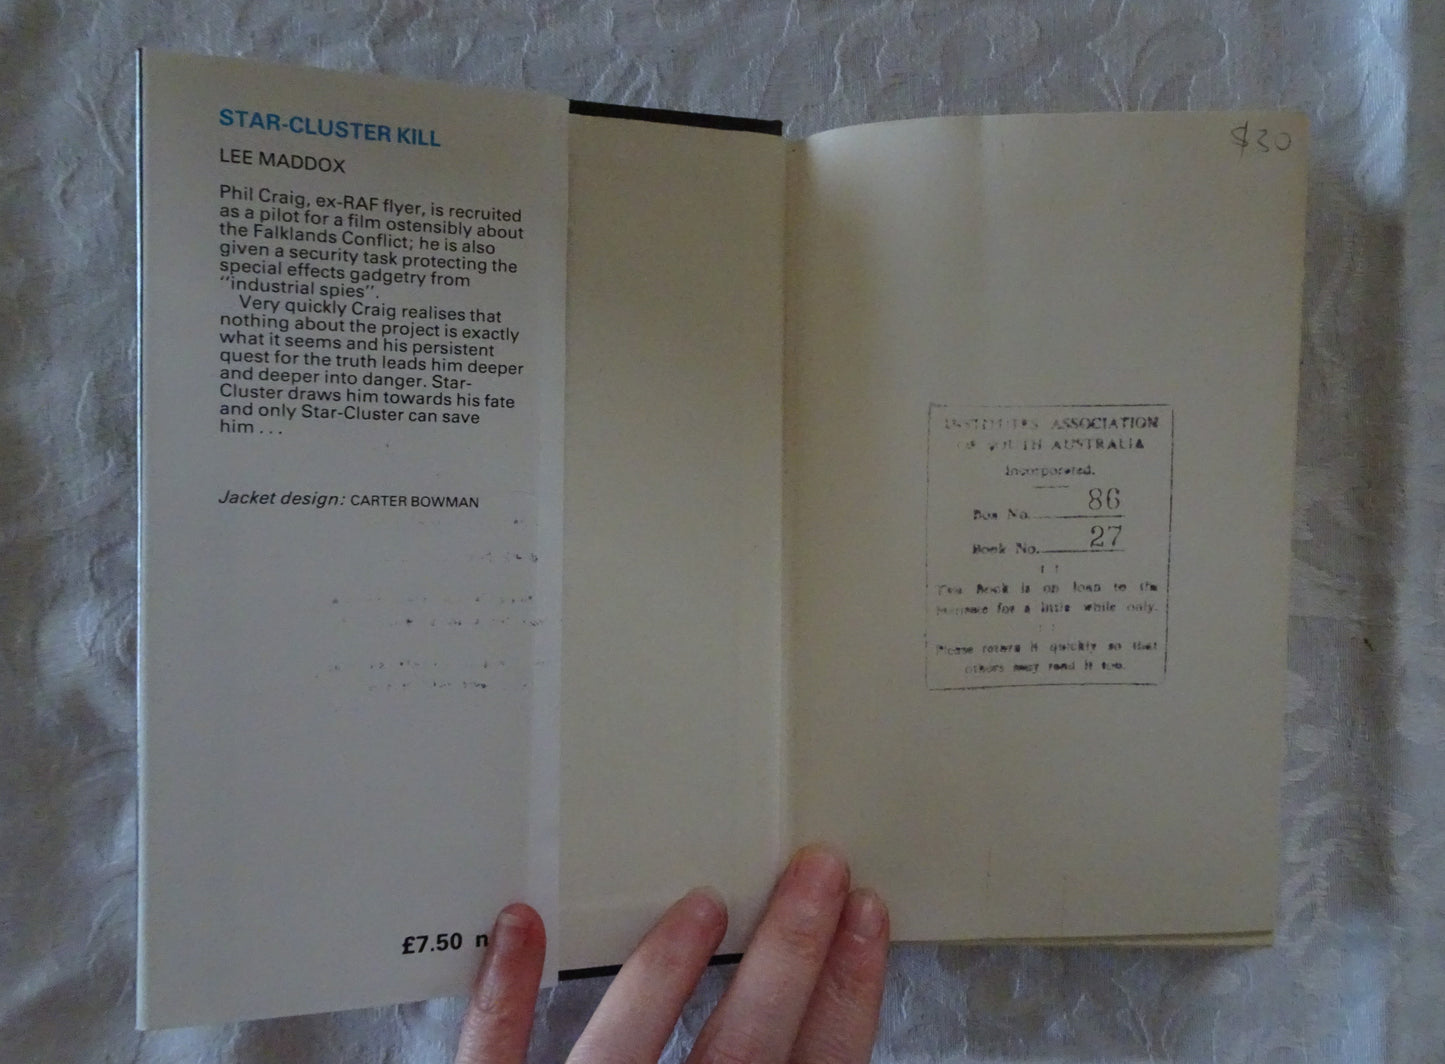 STAR-CLUSTER KILL
LEE MADDOX
Phil Craig, ex-RAF flyer, is recruited
as a pilot for a film ostensibly about
the Falklands Conflict; he is also
given a security task protecting the
special effects gadgetry from
“industrial spies”.
Very quickly Craig realises that
nothing about the project is exactly
what it seems and his persistent
quest for the truth leads him deeper
and deeper into danger. Star-
Cluster draws him towards his fate
and only Star-Cluster can save
him . . .
Jacket design: CARTER BOWMAN
£7.50 n
$30
INSTITUTES ASSOCIATION
OF SOUTH AUSTRALIA
Incorporated.
Box No. 86
Book No. 27
This Book is on loan to the
for a little while only.
Please return it quickly so that
others may read it too.